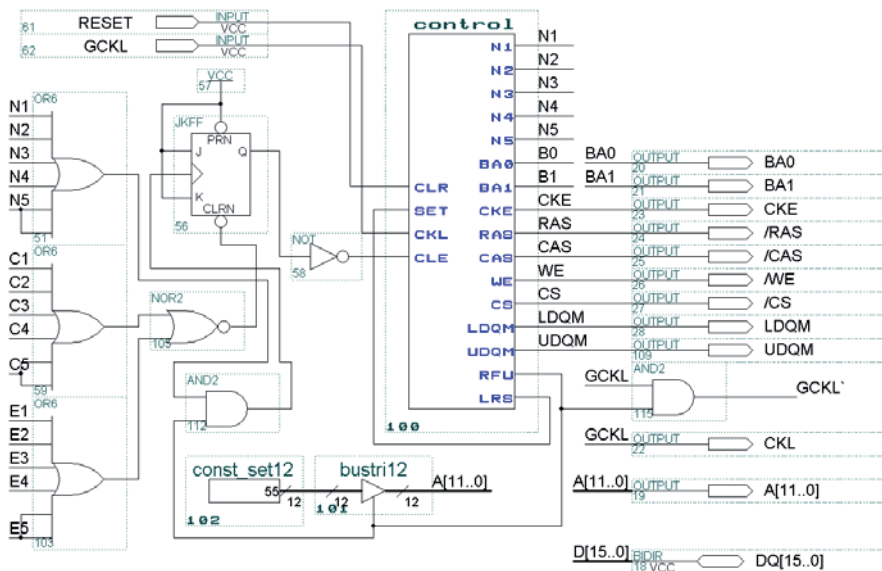 control
61 RESET INPUT VCC
62 GCKL INPUT VCC
VCC
57
OR6
N1
N2
N3
N4
N5
51
JKFF
PRN
J
Q
K
CLRN
56
NOT
58
OR6
C1
C2
C3
C4
C5
59
NOR2
105
OR6
E1
E2
E3
E4
E5
103
AND2
112
CLR
SET
CKL
CLE
N1
N2
N3
N4
N5
BA0
BA1
CKE
RAS
CAS
WE
CS
LDQM
UDQM
RFU
LRS
100
N1
N2
N3
N4
N5
B0
B1
CKE
RAS
CAS
WE
CS
LDQM
UDQM
BA0 OUTPUT 20 BA0
BA1 OUTPUT 21 BA1
OUTPUT 23 CKE
OUTPUT 24 /RAS
OUTPUT 25 /CAS
OUTPUT 26 /WE
OUTPUT 27 /CS
OUTPUT 28 LDQM
OUTPUT 109 UDQM
AND2
GCKL
115
GCKL`
GCKL OUTPUT 22 CKL
A[11..0] OUTPUT 19 A[11..0]
D[15..0] BIDIR 18 VCC DQ[15..0]
const_set12
55
12
102
bustri12
12
12
101
A[11..0]